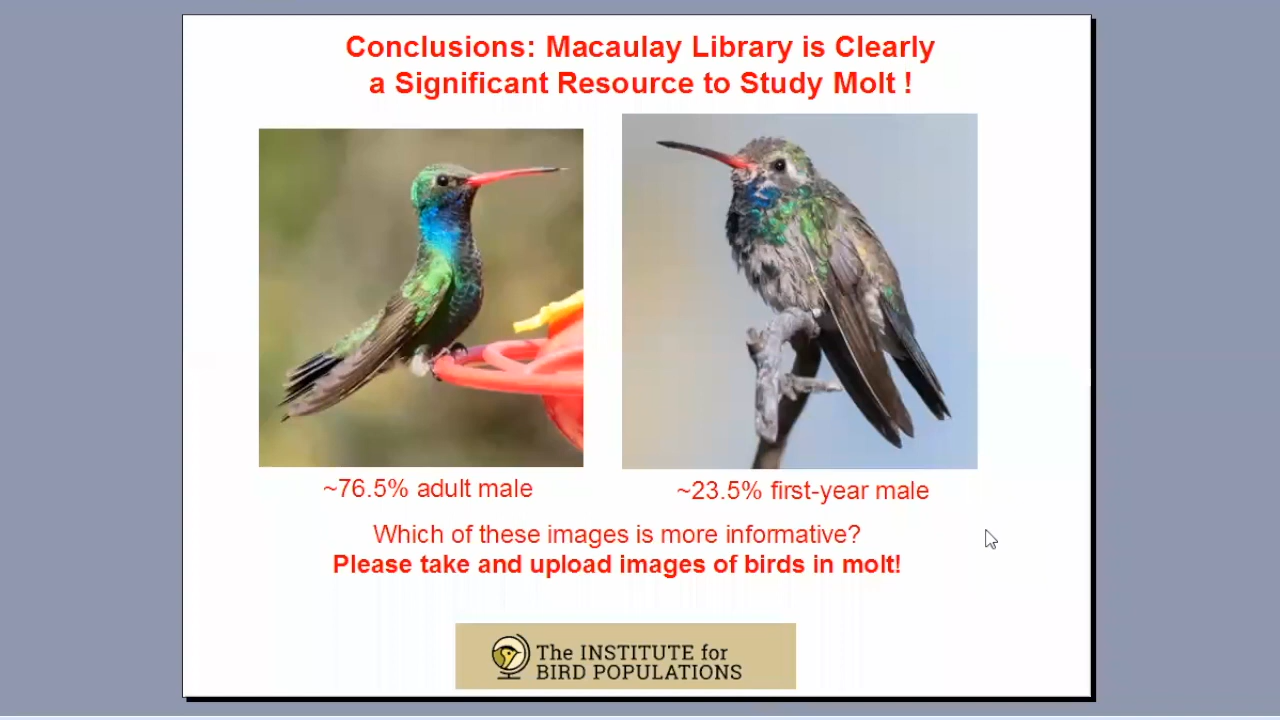 Conclusions: Macaulay Library is Clearly
a Significant Resource to Study Molt !
~76.5% adult male
~23.5% first-year male
Which of these images is more informative?
Please take and upload images of birds in molt!
The INSTITUTE for
BIRD POPULATIONS